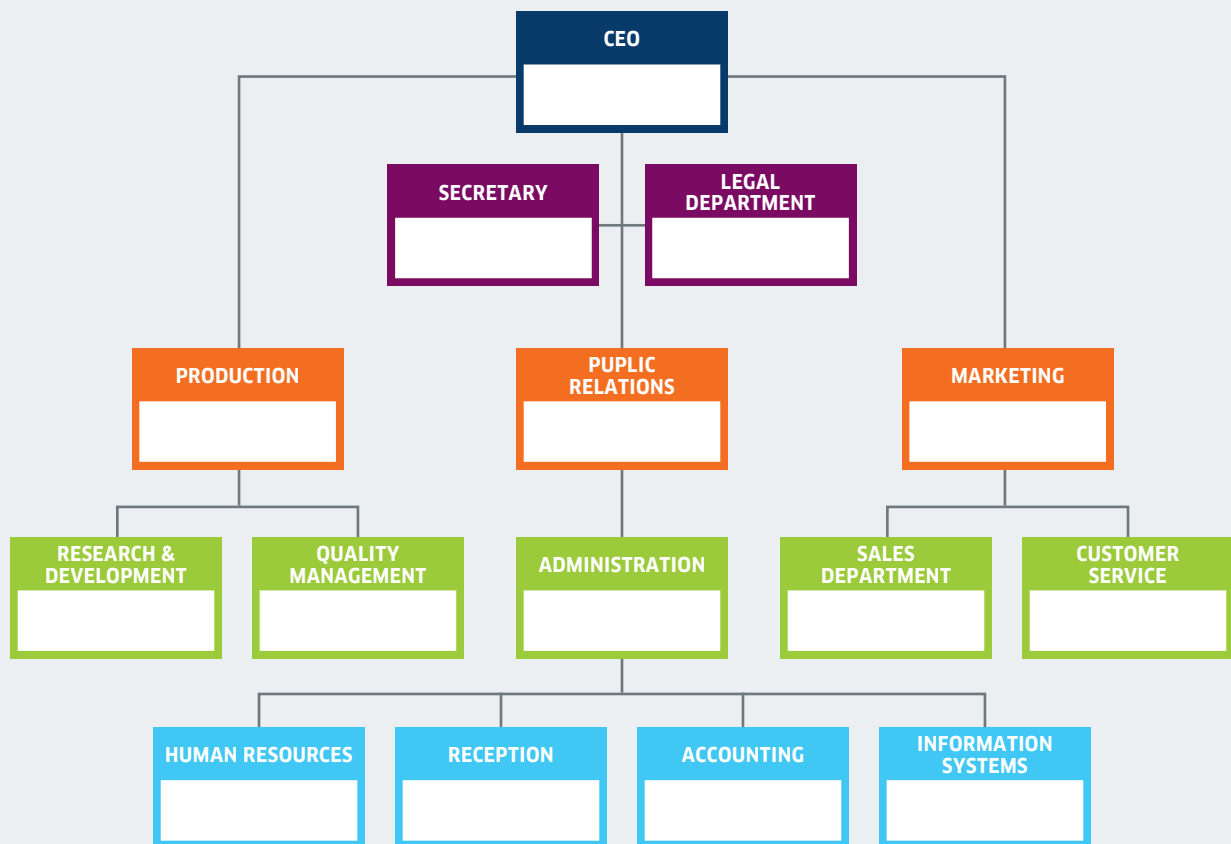 CEO
SECRETARY
LEGAL
DEPARTMENT
PRODUCTION
PUPLIC
RELATIONS
MARKETING
RESEARCH &
DEVELOPMENT
QUALITY
MANAGEMENT
ADMINISTRATION
SALES
DEPARTMENT
CUSTOMER
SERVICE
HUMAN RESOURCES
RECEPTION
ACCOUNTING
INFORMATION
SYSTEMS